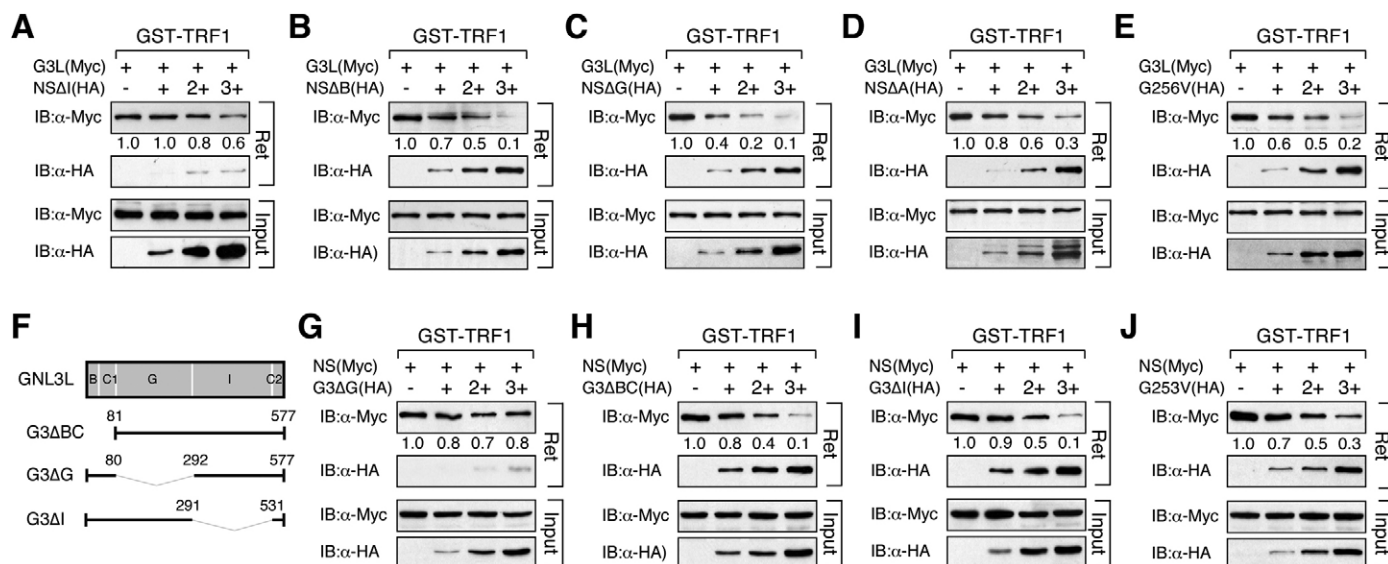 A
GST-TRF1
G3L(Myc) + + + +
NSΔI(HA) - + 2+ 3+
IB:α-Myc
1.0 1.0 0.8 0.6
IB:α-HA
Ret
IB:α-Myc
IB:α-HA
Input
B
GST-TRF1
G3L(Myc) + + + +
NSΔB(HA) - + 2+ 3+
IB:α-Myc
1.0 0.7 0.5 0.1
IB:α-HA
Ret
IB:α-Myc
IB:α-HA)
Input
C
GST-TRF1
G3L(Myc) + + + +
NSΔG(HA) - + 2+ 3+
IB:α-Myc
1.0 0.4 0.2 0.1
IB:α-HA
Ret
IB:α-Myc
IB:α-HA
Input
D
GST-TRF1
G3L(Myc) + + + +
NSΔA(HA) - + 2+ 3+
IB:α-Myc
1.0 0.8 0.6 0.3
IB:α-HA
Ret
IB:α-Myc
IB:α-HA
Input
E
GST-TRF1
G3L(Myc) + + + +
G256V(HA) - + 2+ 3+
IB:α-Myc
1.0 0.6 0.5 0.2
IB:α-HA
Ret
IB:α-Myc
IB:α-HA
Input
F
GNL3L B C1 G I C2
81 577
G3ΔBC
80 292 577
G3ΔG
291 531
G3ΔI
G
GST-TRF1
NS(Myc) + + + +
G3ΔG(HA) - + 2+ 3+
IB:α-Myc
1.0 0.8 0.7 0.8
IB:α-HA
Ret
IB:α-Myc
IB:α-HA
Input
H
GST-TRF1
NS(Myc) + + + +
G3ΔBC(HA) - + 2+ 3+
IB:α-Myc
1.0 0.8 0.4 0.1
IB:α-HA
Ret
IB:α-Myc
IB:α-HA)
Input
I
GST-TRF1
NS(Myc) + + + +
G3ΔI(HA) - + 2+ 3+
IB:α-Myc
1.0 0.9 0.5 0.1
IB:α-HA
Ret
IB:α-Myc
IB:α-HA
Input
J
GST-TRF1
NS(Myc) + + + +
G253V(HA) - + 2+ 3+
IB:α-Myc
1.0 0.7 0.5 0.3
IB:α-HA
Ret
IB:α-Myc
IB:α-HA
Input